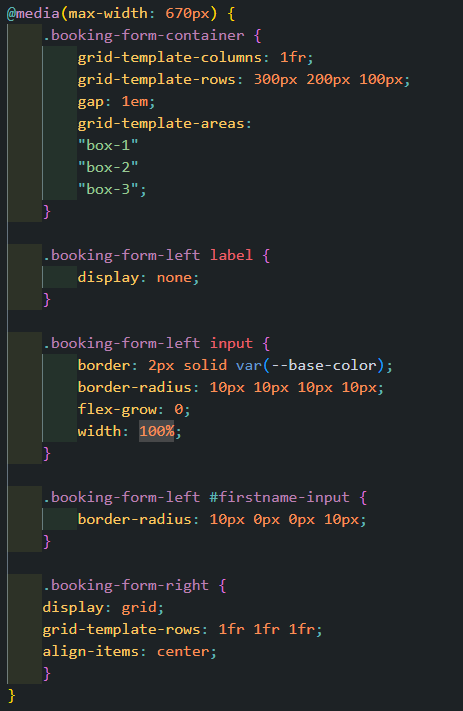 @media(max-width: 670px) {
    .booking-form-container {
        grid-template-columns: 1fr;
        grid-template-rows: 300px 200px 100px;
        gap: 1em;
        grid-template-areas:
        "box-1"
        "box-2"
        "box-3";
    }

    .booking-form-left label {
        display: none;
    }

    .booking-form-left input {
        border: 2px solid var(--base-color);
        border-radius: 10px 10px 10px 10px;
        flex-grow: 0;
        width: 100%;
    }

    .booking-form-left #firstname-input {
        border-radius: 10px 0px 0px 10px;
    }

    .booking-form-right {
    display: grid;
    grid-template-rows: 1fr 1fr 1fr;
    align-items: center;
    }
}